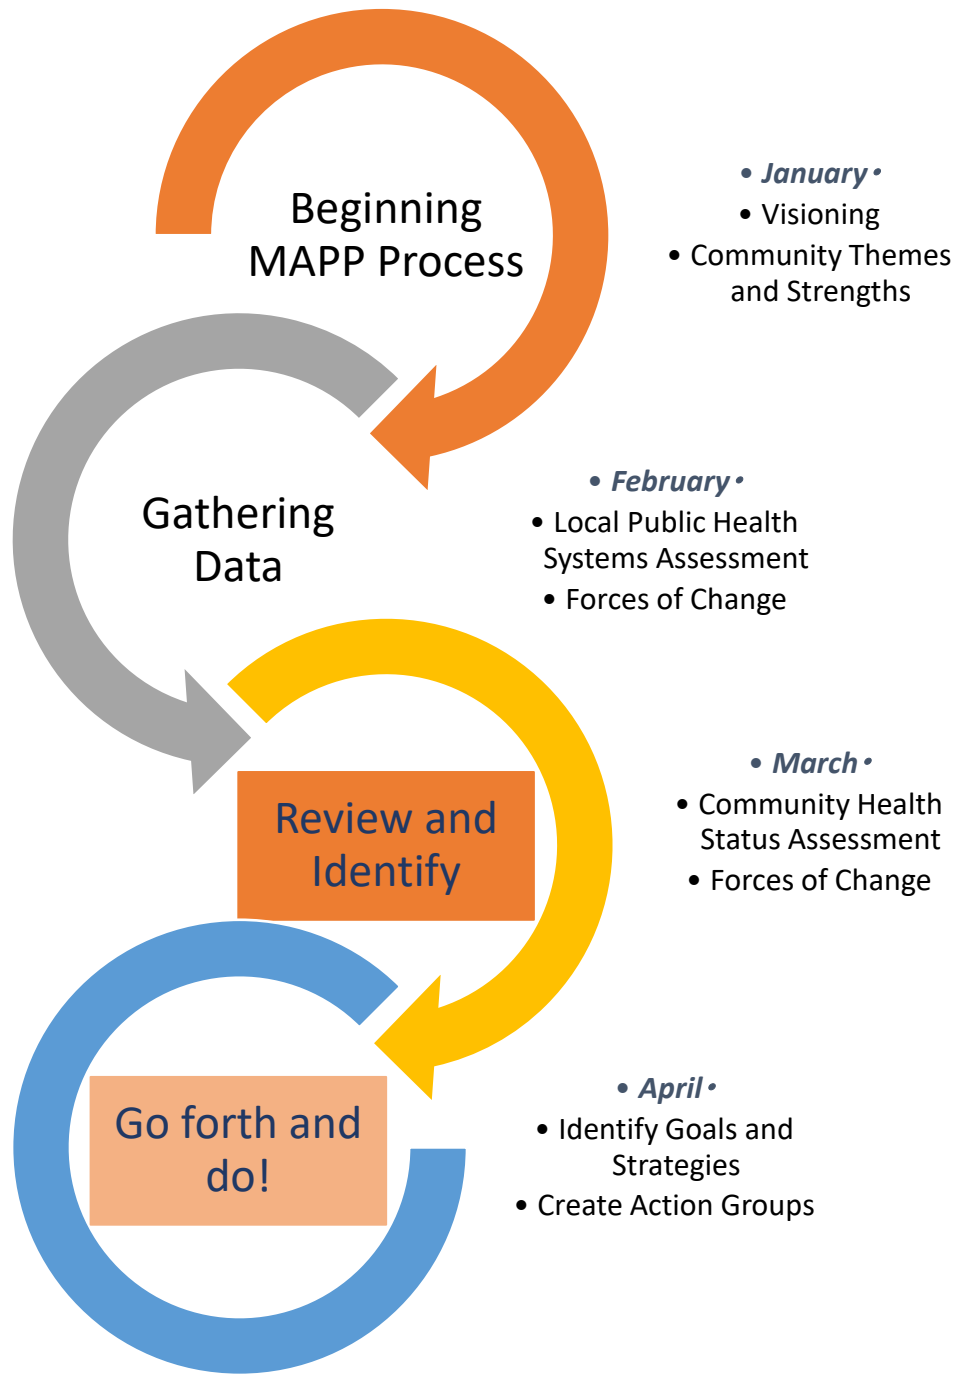 Beginning
MAPP Process
• January •
• Visioning
• Community Themes
and Strengths
Gathering
Data
• February •
• Local Public Health
Systems Assessment
• Forces of Change
Review and
Identify
• March •
• Community Health
Status Assessment
• Forces of Change
Go forth and
do!
• April •
• Identify Goals and
Strategies
• Create Action Groups